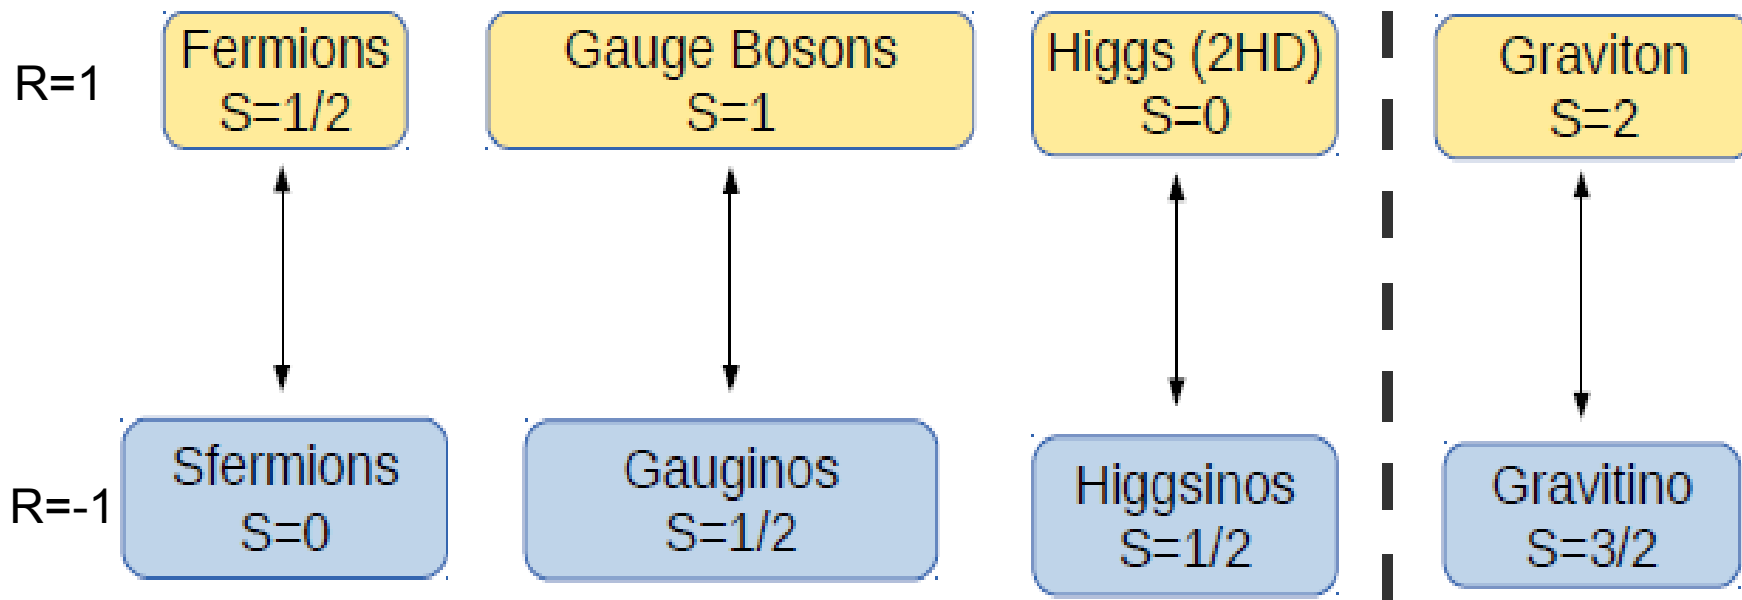 R=1
Fermions
S=1/2
Gauge Bosons
S=1
Higgs (2HD)
S=0
Graviton
S=2
R=-1
Sfermions
S=0
Gauginos
S=1/2
Higgsinos
S=1/2
Gravitino
S=3/2